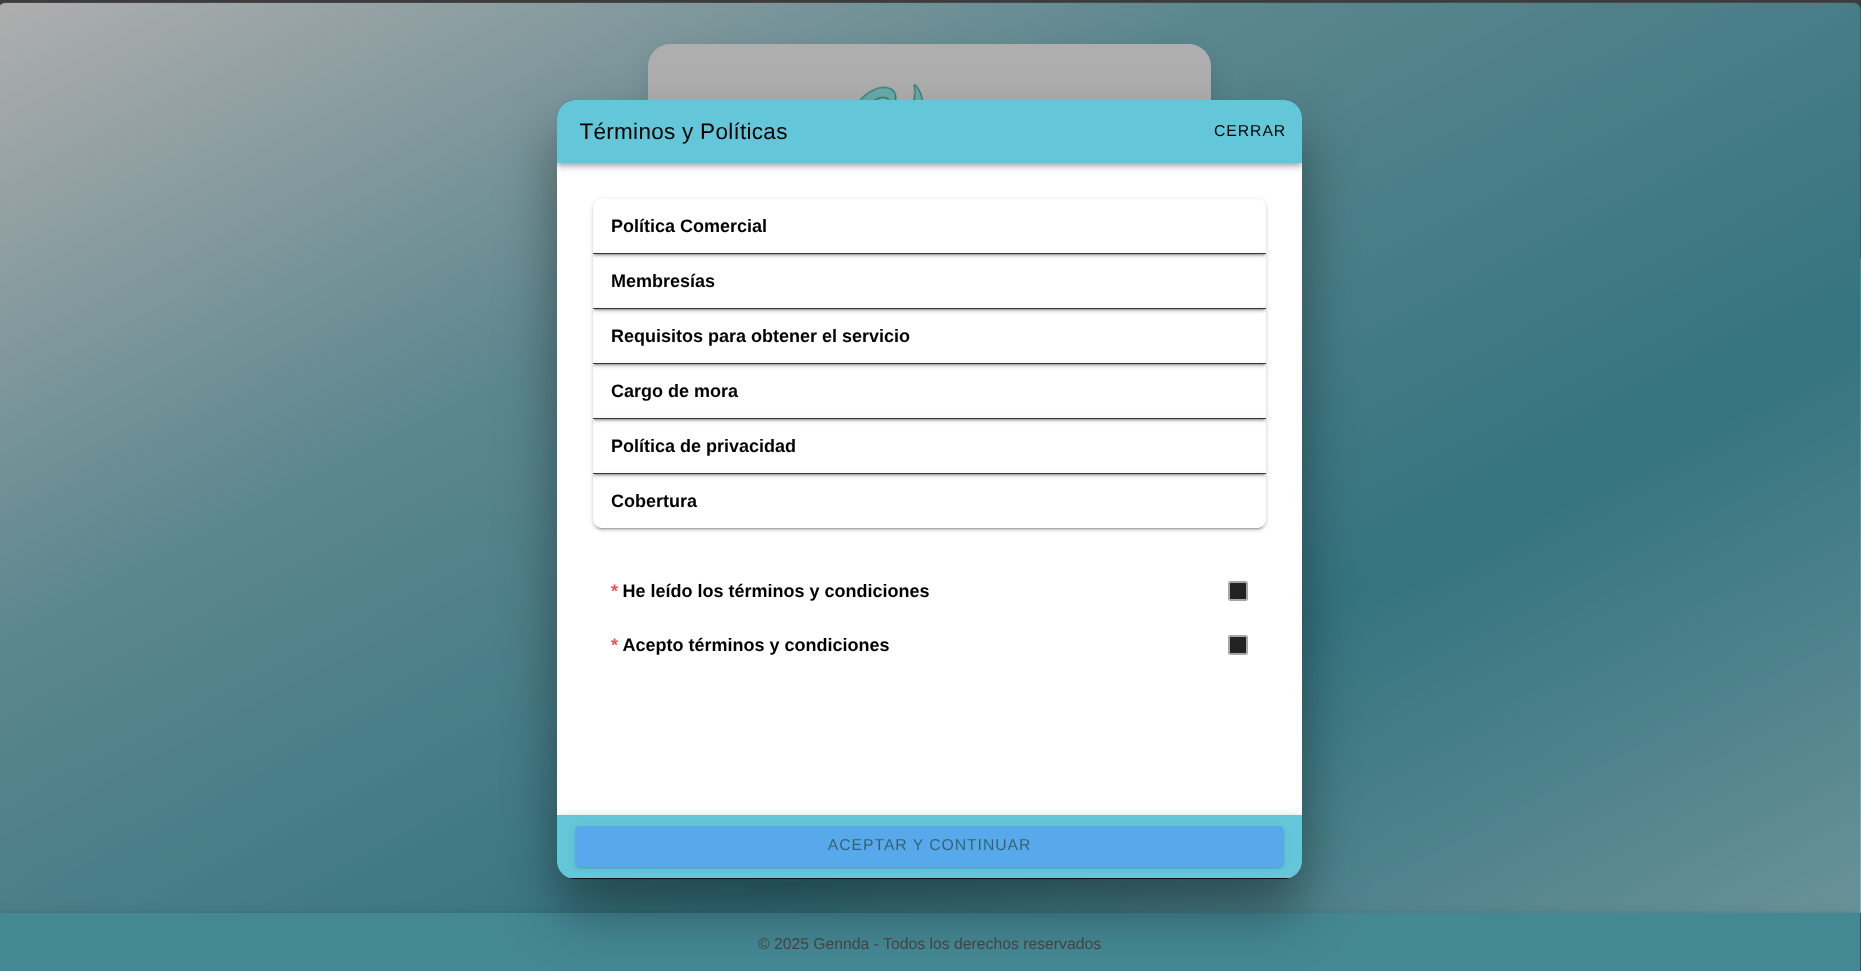 Términos y Políticas
CERRAR
Política Comercial
Membresías
Requisitos para obtener el servicio
Cargo de mora
Política de privacidad
Cobertura
* He leído los términos y condiciones
* Acepto términos y condiciones
ACEPTAR Y CONTINUAR
© 2025 Gennda - Todos los derechos reservados